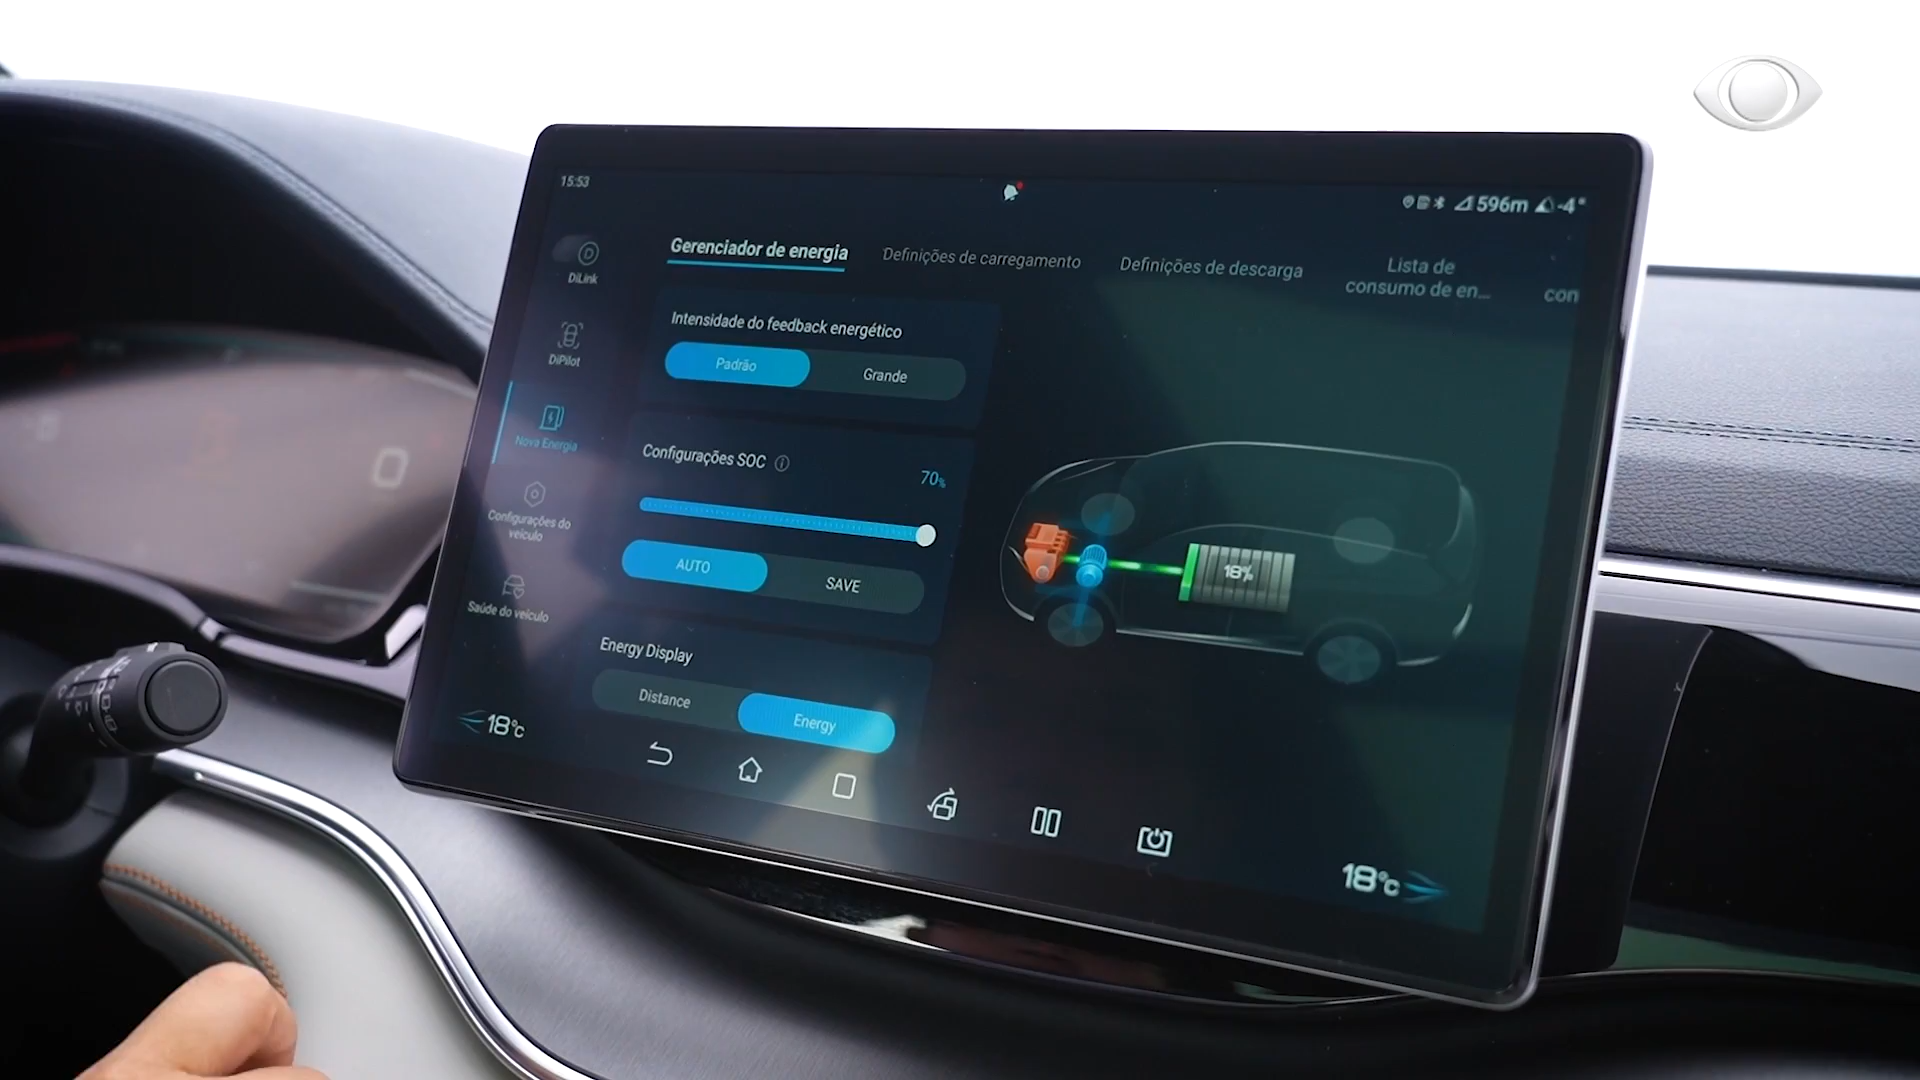 15:53
596m
-4°
DiLink
Gerenciador de energia
Definições de carregamento
Definições de descarga
Lista de
consumo de en...
con
DiPilot
Intensidade do feedback energético
Padrão
Grande
Nova Energia
Configurações SOC
70%
AUTO
SAVE
18%
Configurações do
veículo
Saúde do veículo
Energy Display
Distance
Energy
18°C
18°C